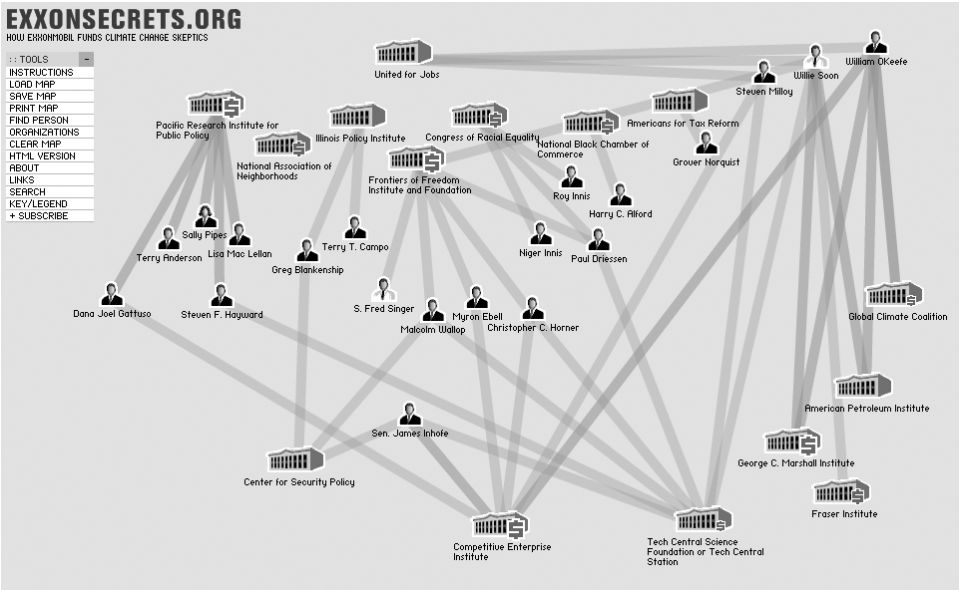 EXXONSECRETS.ORG
HOW EXXONMOBIL FUNDS CLIMATE CHANGE SKEPTICS
:: TOOLS -
INSTRUCTIONS
LOAD MAP
SAVE MAP
PRINT MAP
FIND PERSON
ORGANIZATIONS
CLEAR MAP
HTML VERSION
ABOUT
LINKS
SEARCH
KEY/LEGEND
+ SUBSCRIBE
United for Jobs
William OKeefe
Willie Soon
Steven Milloy
Pacific Research Institute for
Public Policy
Illinois Policy Institute
Congress of Racial Equality
Americans for Tax Reform
National Black Chamber of
Commerce
National Association of
Neighborhoods
Frontiers of Freedom
Institute and Foundation
Grover Norquist
Roy Innis
Harry C. Alford
Sally Pipes
Terry Anderson
Lisa Mac Lellan
Terry T. Campo
Greg Blankenship
Niger Innis
Paul Driessen
Dana Joel Gattuso
Steven F. Hayward
S. Fred Singer
Malcolm Wallop
Myron Ebell
Christopher C. Horner
Global Climate Coalition
American Petroleum Institute
Sen. James Inhofe
George C. Marshall Institute
Center for Security Policy
Fraser Institute
Competitive Enterprise
Institute
Tech Central Science
Foundation or Tech Central
Station